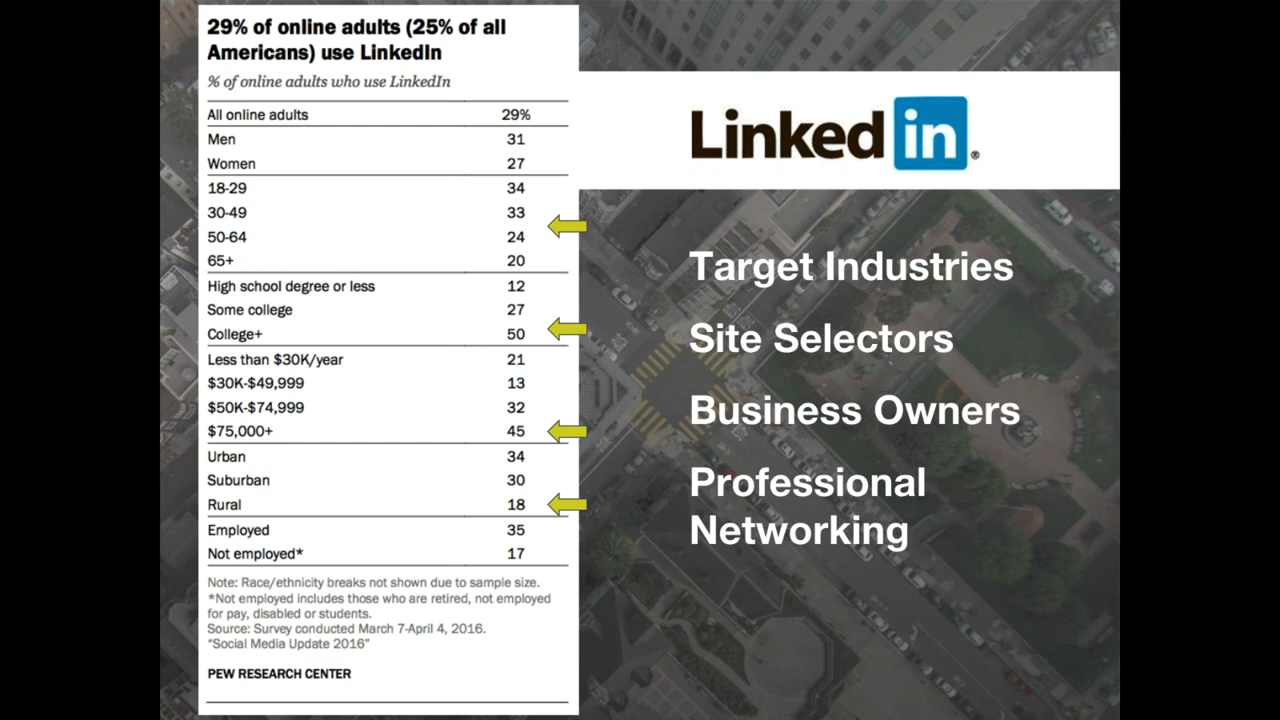 29% of online adults (25% of all
Americans) use LinkedIn
% of online adults who use LinkedIn
All online adults 29%
Men 31
Women 27
18-29 34
30-49 33
50-64 24
65+ 20
High school degree or less 12
Some college 27
College+ 50
Less than $30K/year 21
$30K-$49,999 13
$50K-$74,999 32
$75,000+ 45
Urban 34
Suburban 30
Rural 18
Employed 35
Not employed* 17
Note: Race/ethnicity breaks not shown due to sample size.
*Not employed includes those who are retired, not employed
for pay, disabled or students.
Source: Survey conducted March 7-April 4, 2016.
"Social Media Update 2016"
PEW RESEARCH CENTER
Linked in®
Target Industries
Site Selectors
Business Owners
Professional
Networking